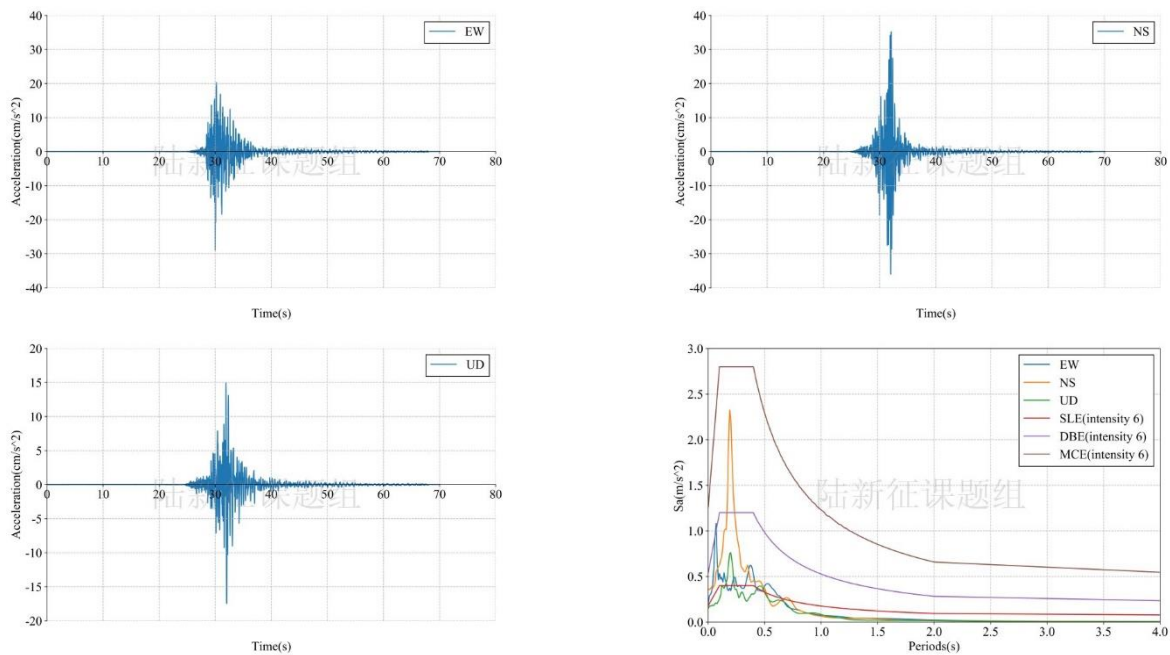 40
30
20
10
0
-10
-20
-30
-40
0 10 20 30 40 50 60 70 80
Acceleration(cm/s^2)
Time(s)
EW
陆新征课题组
40
30
20
10
0
-10
-20
-30
-40
0 10 20 30 40 50 60 70 80
Acceleration(cm/s^2)
Time(s)
NS
陆新征课题组
20
15
10
5
0
-5
-10
-15
-20
0 10 20 30 40 50 60 70 80
Acceleration(cm/s^2)
Time(s)
UD
陆新征课题组
3.0
2.5
2.0
1.5
1.0
0.5
0.0
0.0 0.5 1.0 1.5 2.0 2.5 3.0 3.5 4.0
Sa(m/s^2)
Periods(s)
EW
NS
UD
SLE(intensity 6)
DBE(intensity 6)
MCE(intensity 6)
陆新征课题组